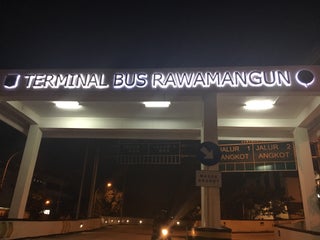 TERMINAL BUS RAWAMANGUN
JALUR 1 JALUR 2
ANGKOT ANGKOT